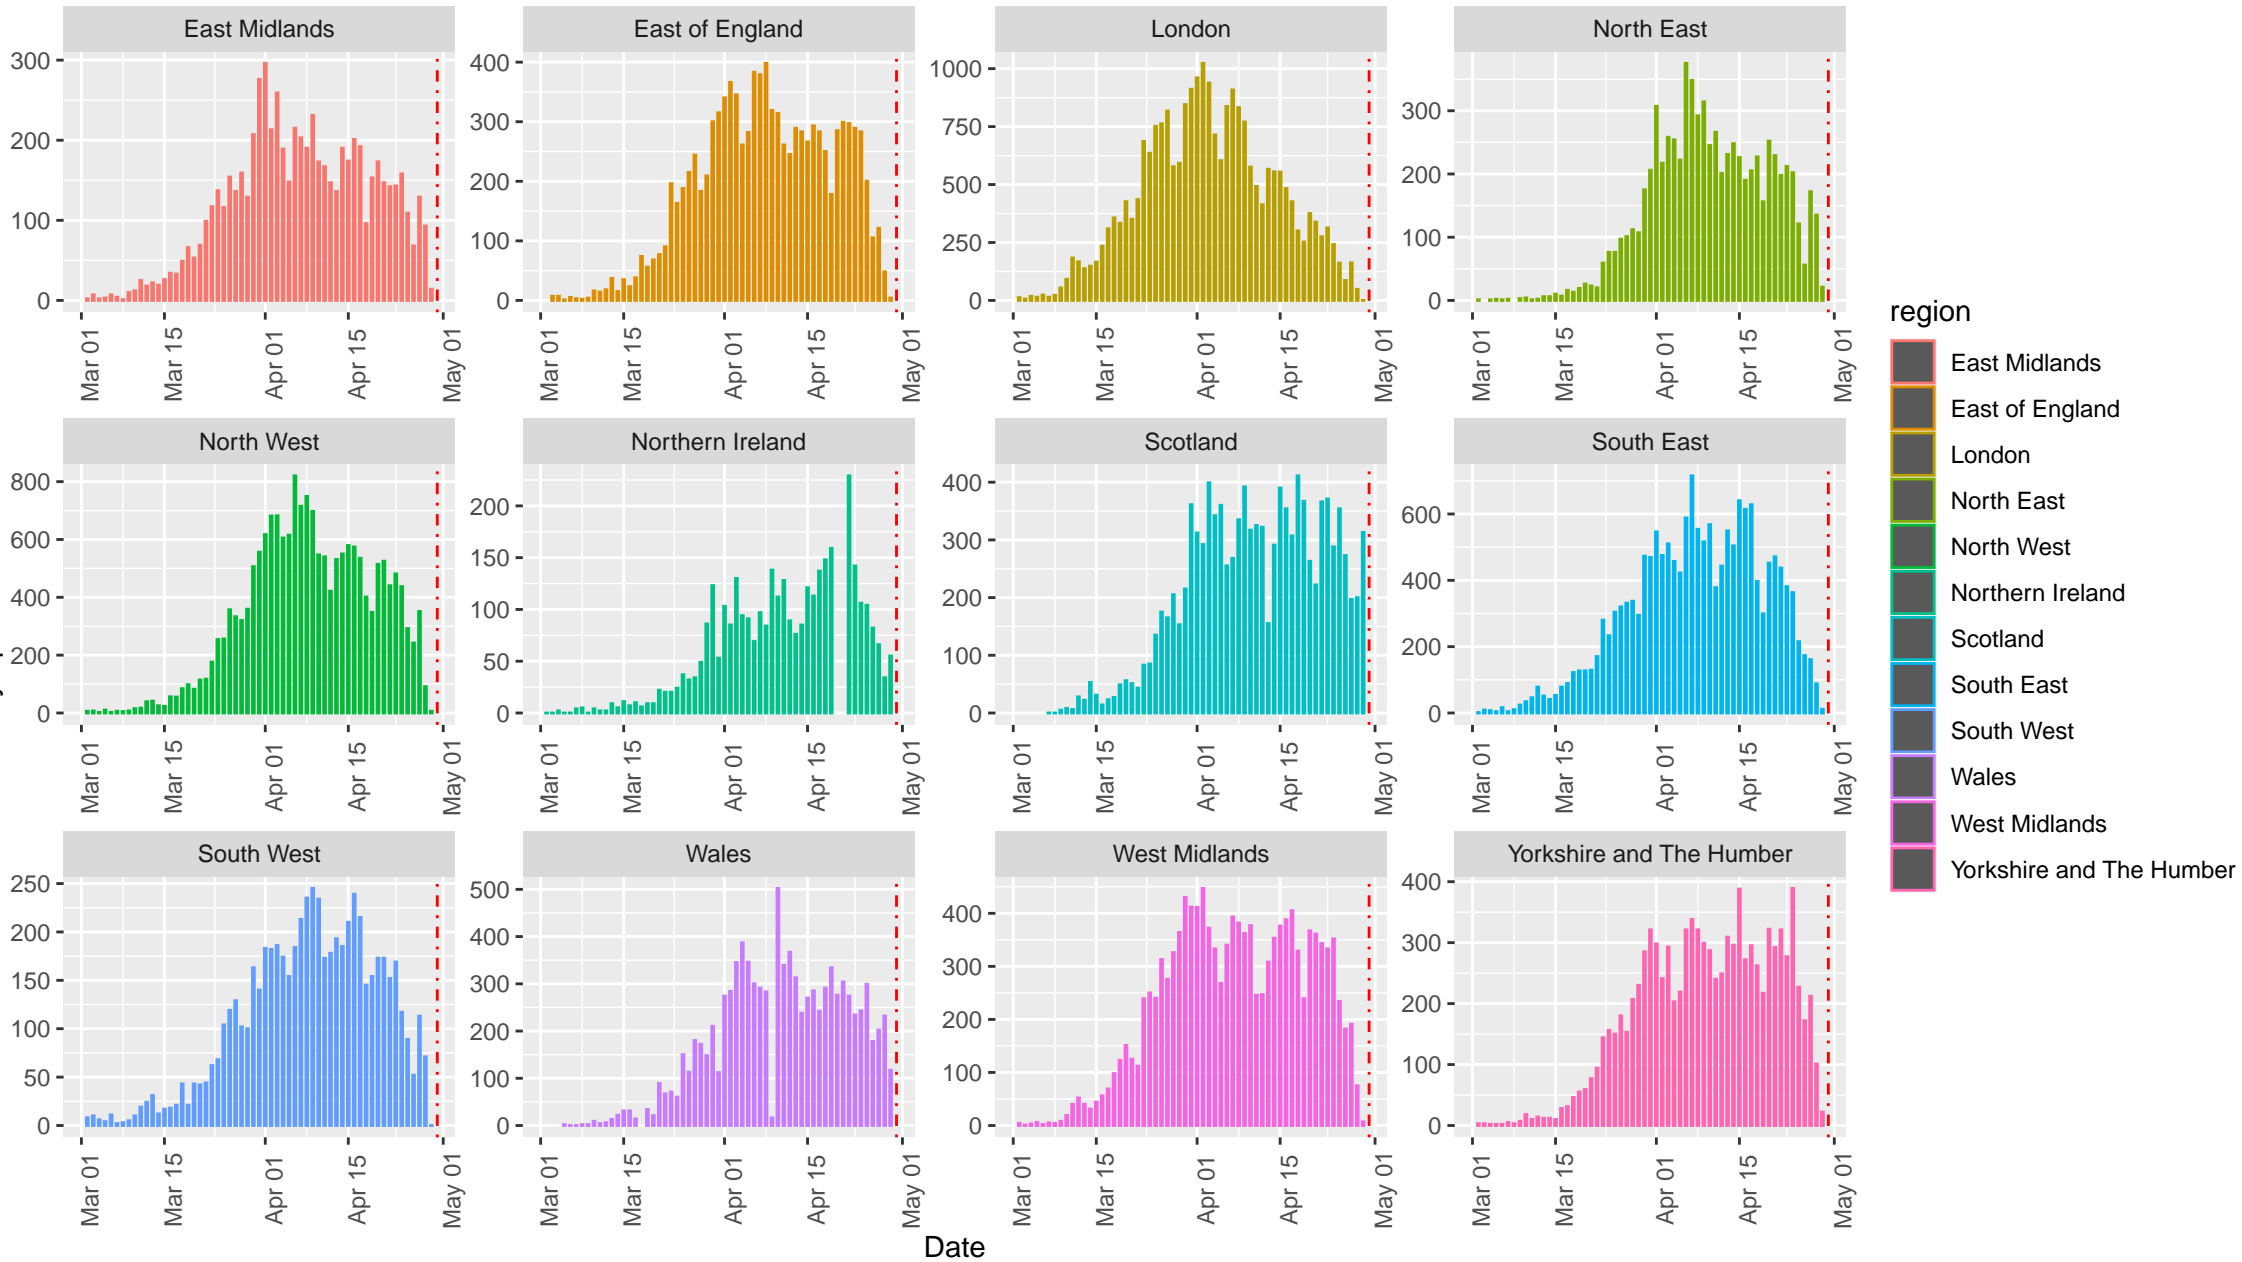 East Midlands
East of England
London
North East
300
200
100
0
400
300
200
100
0
1000
750
500
250
0
300
200
100
0
Mar 01
Mar 15
Apr 01
Apr 15
May 01
Mar 01
Mar 15
Apr 01
Apr 15
May 01
Mar 01
Mar 15
Apr 01
Apr 15
May 01
Mar 01
Mar 15
Apr 01
Apr 15
May 01
North West
Northern Ireland
Scotland
South East
800
600
400
200
0
200
150
100
50
0
400
300
200
100
0
600
400
200
0
Mar 01
Mar 15
Apr 01
Apr 15
May 01
Mar 01
Mar 15
Apr 01
Apr 15
May 01
Mar 01
Mar 15
Apr 01
Apr 15
May 01
Mar 01
Mar 15
Apr 01
Apr 15
May 01
South West
Wales
West Midlands
Yorkshire and The Humber
250
200
150
100
50
0
500
400
300
200
100
0
400
300
200
100
0
400
300
200
100
0
Mar 01
Mar 15
Apr 01
Apr 15
May 01
Mar 01
Mar 15
Apr 01
Apr 15
May 01
Mar 01
Mar 15
Apr 01
Apr 15
May 01
Mar 01
Mar 15
Apr 01
Apr 15
May 01
Date
region
East Midlands
East of England
London
North East
North West
Northern Ireland
Scotland
South East
South West
Wales
West Midlands
Yorkshire and The Humber